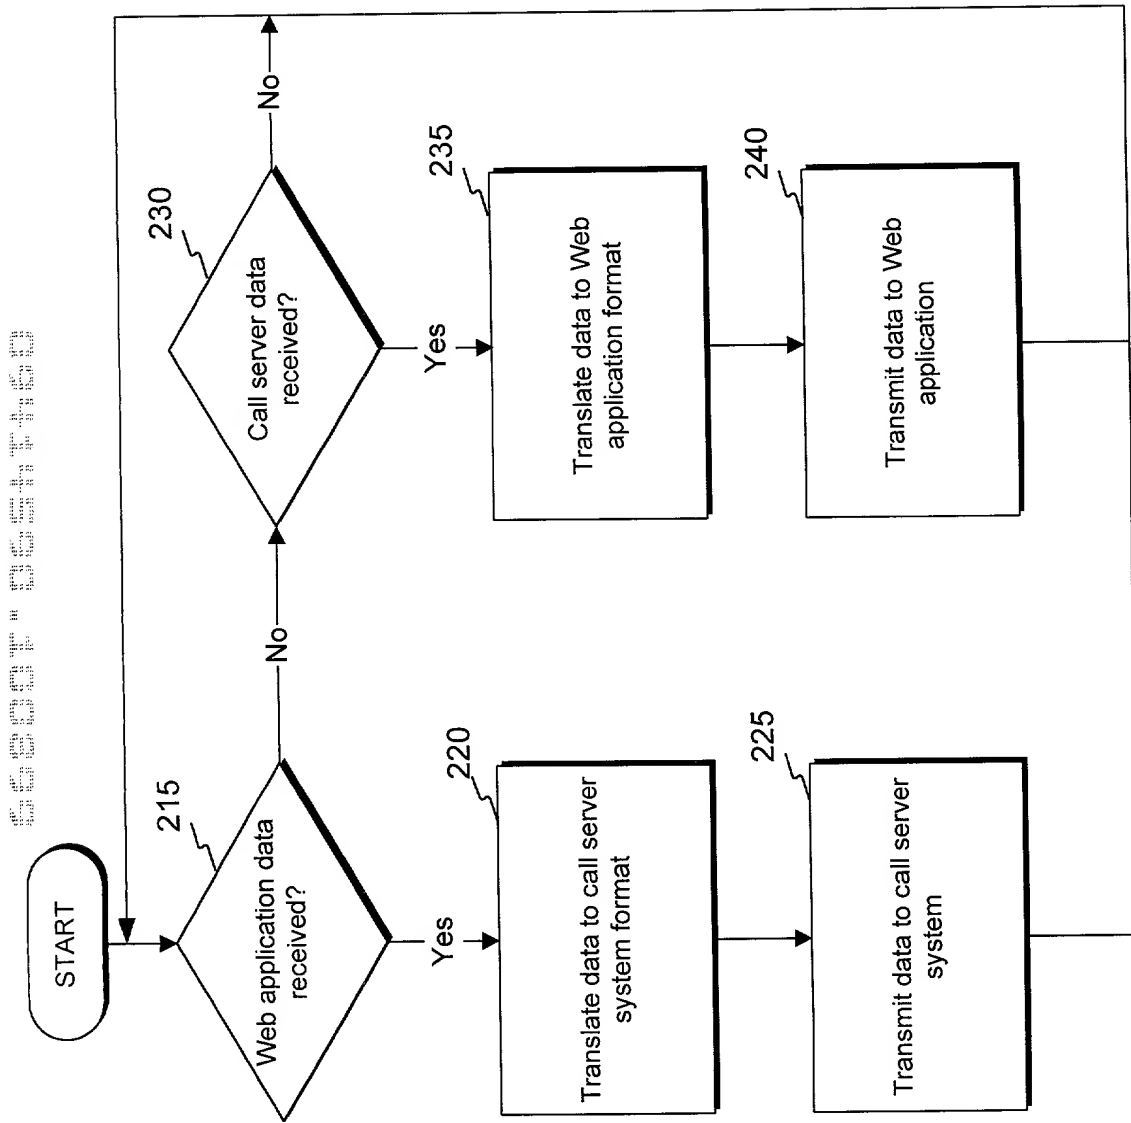 START
215
Web application data
received?
No
Yes
220
Translate data to call server
system format
225
Transmit data to call server
system
230
Call server data
received?
No
Yes
235
Translate data to Web
application format
240
Transmit data to Web
application